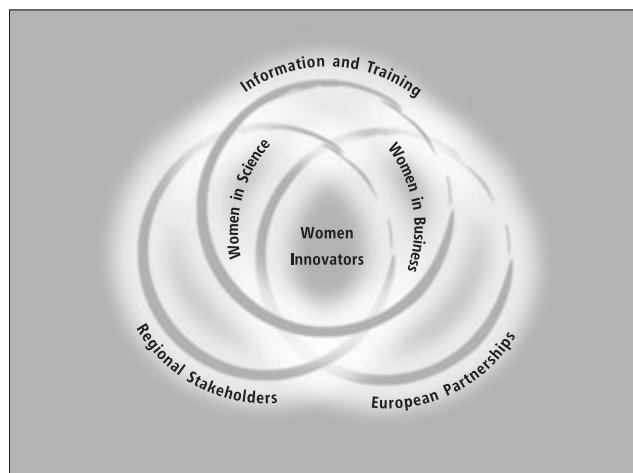 Information and Training
Women in Science
Women in Business
Women
Innovators
Regional Stakeholders
European Partnerships